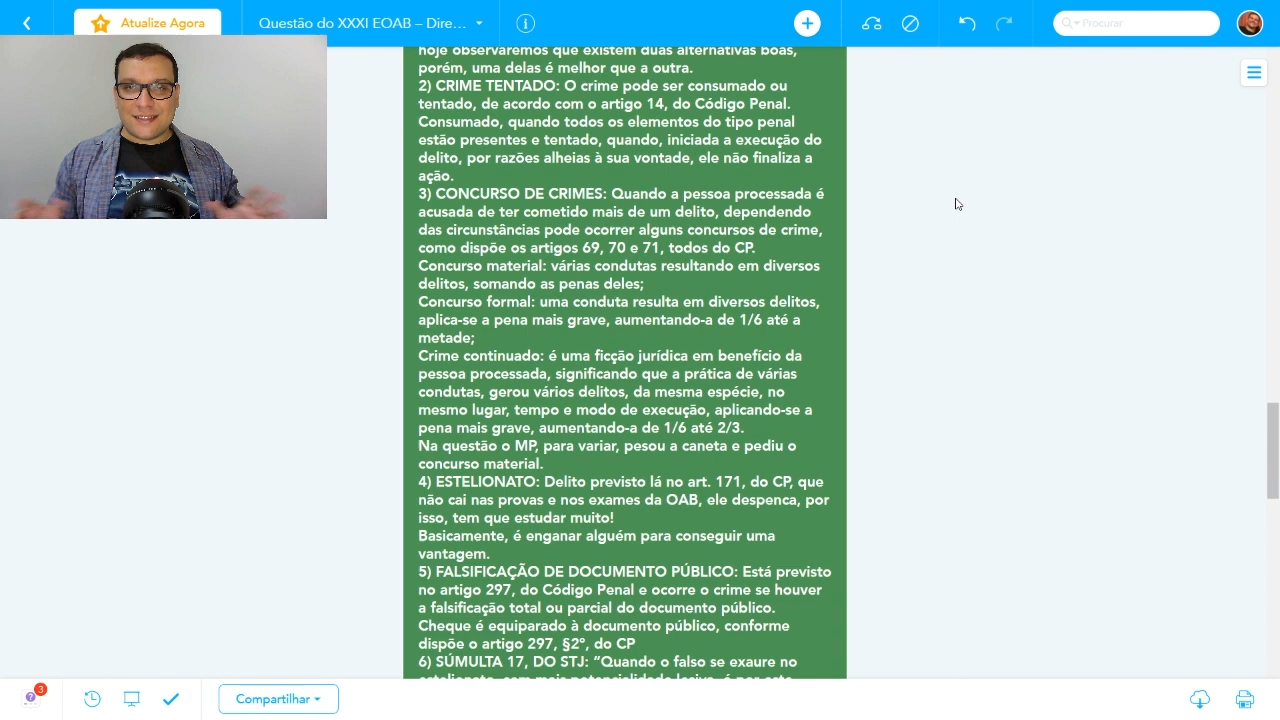 Atualize Agora
Questão do XXXI EOAB – Dire...
Procurar
hoje observaremos que existem duas alternativas boas,
porém, uma delas é melhor que a outra.
2) CRIME TENTADO: O crime pode ser consumado ou
tentado, de acordo com o artigo 14, do Código Penal.
Consumado, quando todos os elementos do tipo penal
estão presentes e tentado, quando, iniciada a execução do
delito, por razões alheias à sua vontade, ele não finaliza a
ação.
3) CONCURSO DE CRIMES: Quando a pessoa processada é
acusada de ter cometido mais de um delito, dependendo
das circunstâncias pode ocorrer alguns concursos de crime,
como dispõe os artigos 69, 70 e 71, todos do CP.
Concurso material: várias condutas resultando em diversos
delitos, somando as penas deles;
Concurso formal: uma conduta resulta em diversos delitos,
aplica-se a pena mais grave, aumentando-a de 1/6 até a
metade;
Crime continuado: é uma ficção jurídica em benefício da
pessoa processada, significando que a prática de várias
condutas, gerou vários delitos, da mesma espécie, no
mesmo lugar, tempo e modo de execução, aplicando-se a
pena mais grave, aumentando-a de 1/6 até 2/3.
Na questão o MP, para variar, pesou a caneta e pediu o
concurso material.
4) ESTELIONATO: Delito previsto lá no art. 171, do CP, que
não cai nas provas e nos exames da OAB, ele despenca, por
isso, tem que estudar muito!
Basicamente, é enganar alguém para conseguir uma
vantagem.
5) FALSIFICAÇÃO DE DOCUMENTO PÚBLICO: Está previsto
no artigo 297, do Código Penal e ocorre o crime se houver
a falsificação total ou parcial do documento público.
Cheque é equiparado à documento público, conforme
dispõe o artigo 297, §2º, do CP
6) SÚMULTA 17, DO STJ: “Quando o falso se exaure no
estelionato, sem mais potencialidade lesiva, é por este
3
Compartilhar